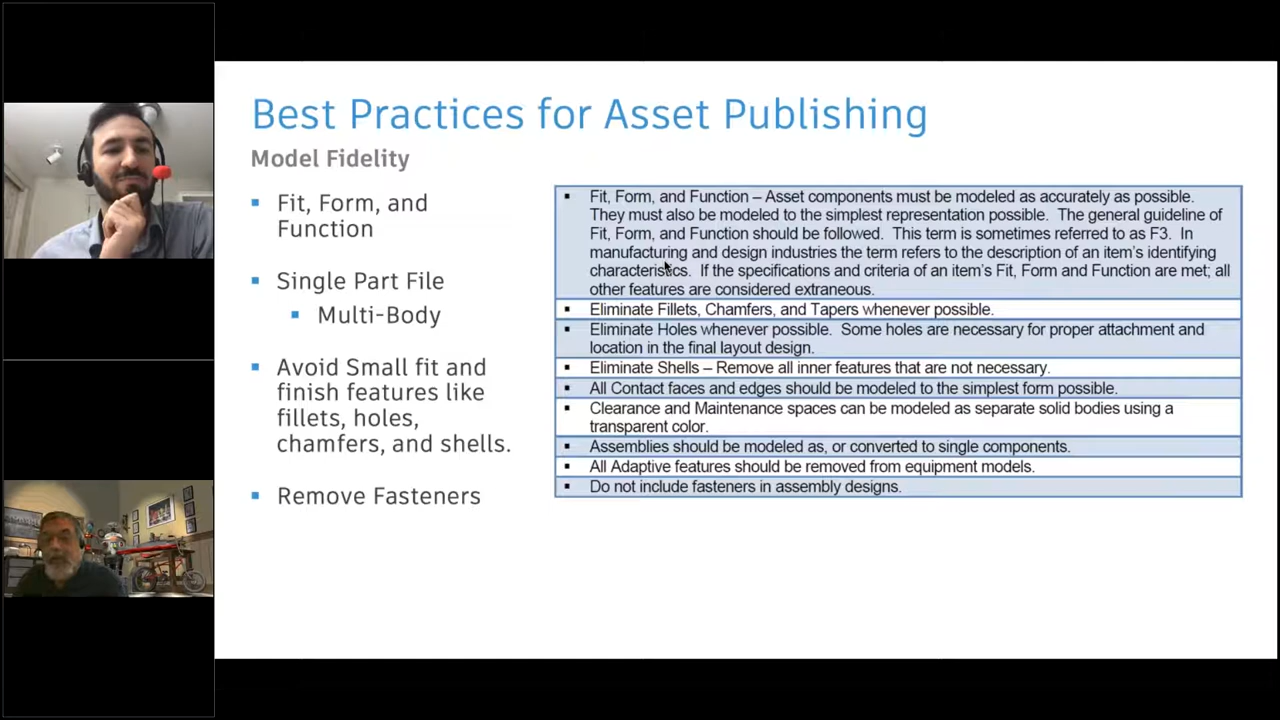 Best Practices for Asset Publishing
Model Fidelity
▪ Fit, Form, and
Function
▪ Single Part File
▪ Multi-Body
▪ Avoid Small fit and
finish features like
fillets, holes,
chamfers, and shells.
▪ Remove Fasteners
▪ Fit, Form, and Function – Asset components must be modeled as accurately as possible.
They must also be modeled to the simplest representation possible. The general guideline of
Fit, Form, and Function should be followed. This term is sometimes referred to as F3. In
manufacturing and design industries the term refers to the description of an item's identifying
characteristics. If the specifications and criteria of an item's Fit, Form and Function are met; all
other features are considered extraneous.
▪ Eliminate Fillets, Chamfers, and Tapers whenever possible.
▪ Eliminate Holes whenever possible. Some holes are necessary for proper attachment and
location in the final layout design.
▪ Eliminate Shells – Remove all inner features that are not necessary.
▪ All Contact faces and edges should be modeled to the simplest form possible.
▪ Clearance and Maintenance spaces can be modeled as separate solid bodies using a
transparent color.
▪ Assemblies should be modeled as, or converted to single components.
▪ All Adaptive features should be removed from equipment models.
▪ Do not include fasteners in assembly designs.